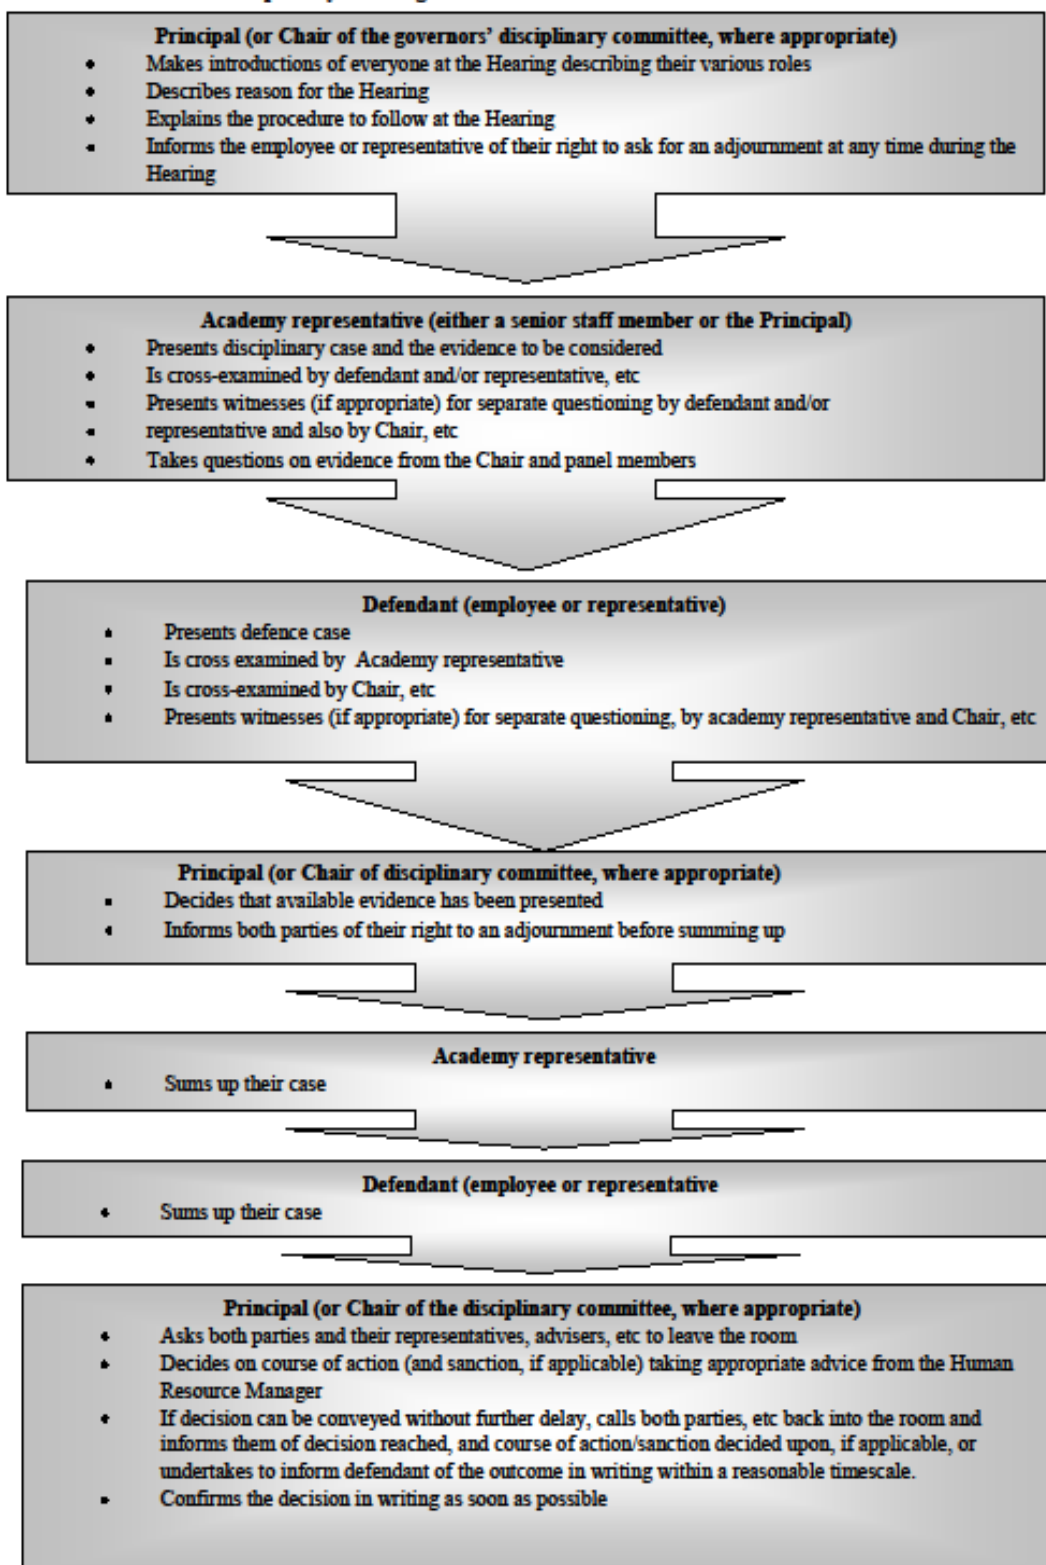 Principal (or Chair of the governors' disciplinary committee, where appropriate)
• Makes introductions of everyone at the Hearing describing their various roles
• Describes reason for the Hearing
• Explains the procedure to follow at the Hearing
• Informs the employee or representative of their right to ask for an adjournment at any time during the
Hearing
Academy representative (either a senior staff member or the Principal)
• Presents disciplinary case and the evidence to be considered
• Is cross-examined by defendant and/or representative, etc
• Presents witnesses (if appropriate) for separate questioning by defendant and/or
• representative and also by Chair, etc
• Takes questions on evidence from the Chair and panel members
Defendant (employee or representative)
• Presents defence case
• Is cross examined by Academy representative
• Is cross-examined by Chair, etc
• Presents witnesses (if appropriate) for separate questioning, by academy representative and Chair, etc
Principal (or Chair of disciplinary committee, where appropriate)
• Decides that available evidence has been presented
• Informs both parties of their right to an adjournment before summing up
Academy representative
• Sums up their case
Defendant (employee or representative
• Sums up their case
Principal (or Chair of the disciplinary committee, where appropriate)
• Asks both parties and their representatives, advisers, etc to leave the room
• Decides on course of action (and sanction, if applicable) taking appropriate advice from the Human
Resource Manager
• If decision can be conveyed without further delay, calls both parties, etc back into the room and
informs them of decision reached, and course of action/sanction decided upon, if applicable, or
undertakes to inform defendant of the outcome in writing within a reasonable timescale.
• Confirms the decision in writing as soon as possible